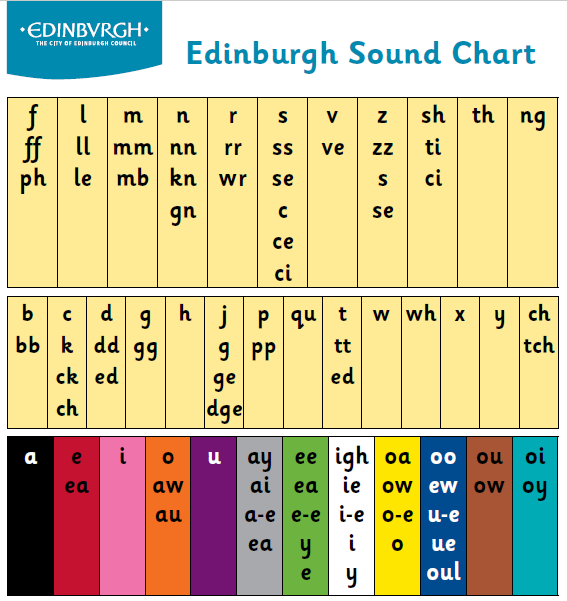 ·EDINBVRGH·
THE CITY OF EDINBURGH COUNCIL
Edinburgh Sound Chart
f l m n r s v z sh th ng
ff ll mm nn rr ss ve zz ti
ph le mb kn wr se s ci
gn c se
ce
ci
b c d g h j p qu t w wh x y ch
bb k dd gg g pp tt tch
ck ed ge ed
ch dge
a e i o u ay ee igh oa oo ou oi
ea aw ai ea ie ow ew ow oy
au a-e e-e i-e o-e u-e
ea y i o ue
e y oul